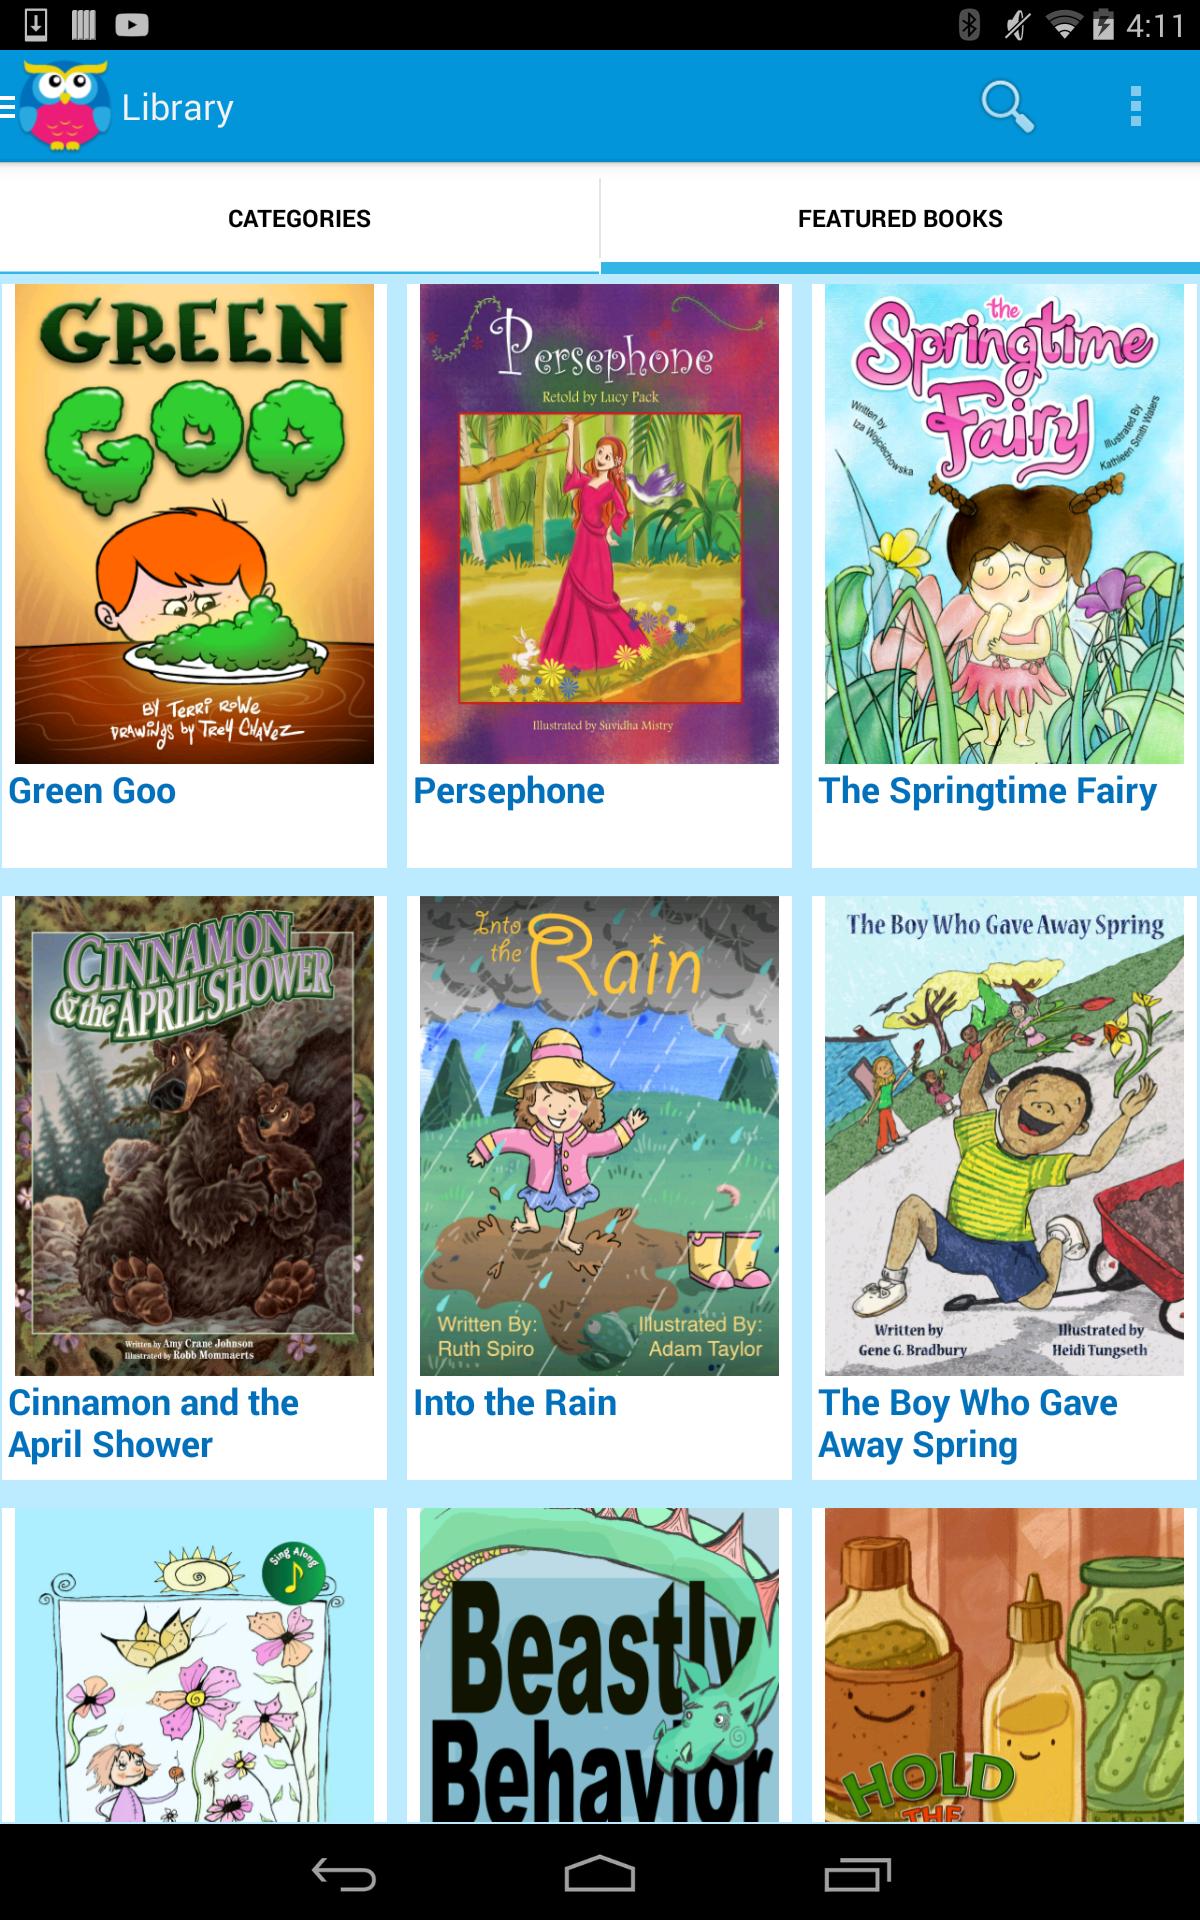 4:11
Library
CATEGORIES
FEATURED BOOKS
GREEN
GOO
BY TERRi ROWE
DRAWiNGS by TREY CHAVEZ
Green Goo
Persephone
Retold by Lucy Pack
Illustrated by Suvidha Mistry
Persephone
the
Springtime
Fairy
Written by
Iza Wojciechowska
Illustrated By
Kathleen Smith Waters
The Springtime Fairy
CINNAMON
& the APRIL SHOWER
Written by Amy Crane Johnson
Illustrated by Robb Mommaerts
Cinnamon and the
April Shower
Into
the
Rain
Written By:
Ruth Spiro
Illustrated By:
Adam Taylor
Into the Rain
The Boy Who Gave Away Spring
Written by
Gene G. Bradbury
Illustrated by
Heidi Tungseth
The Boy Who Gave
Away Spring
Sing Along
Beastly
Behavior
HOLD
THE